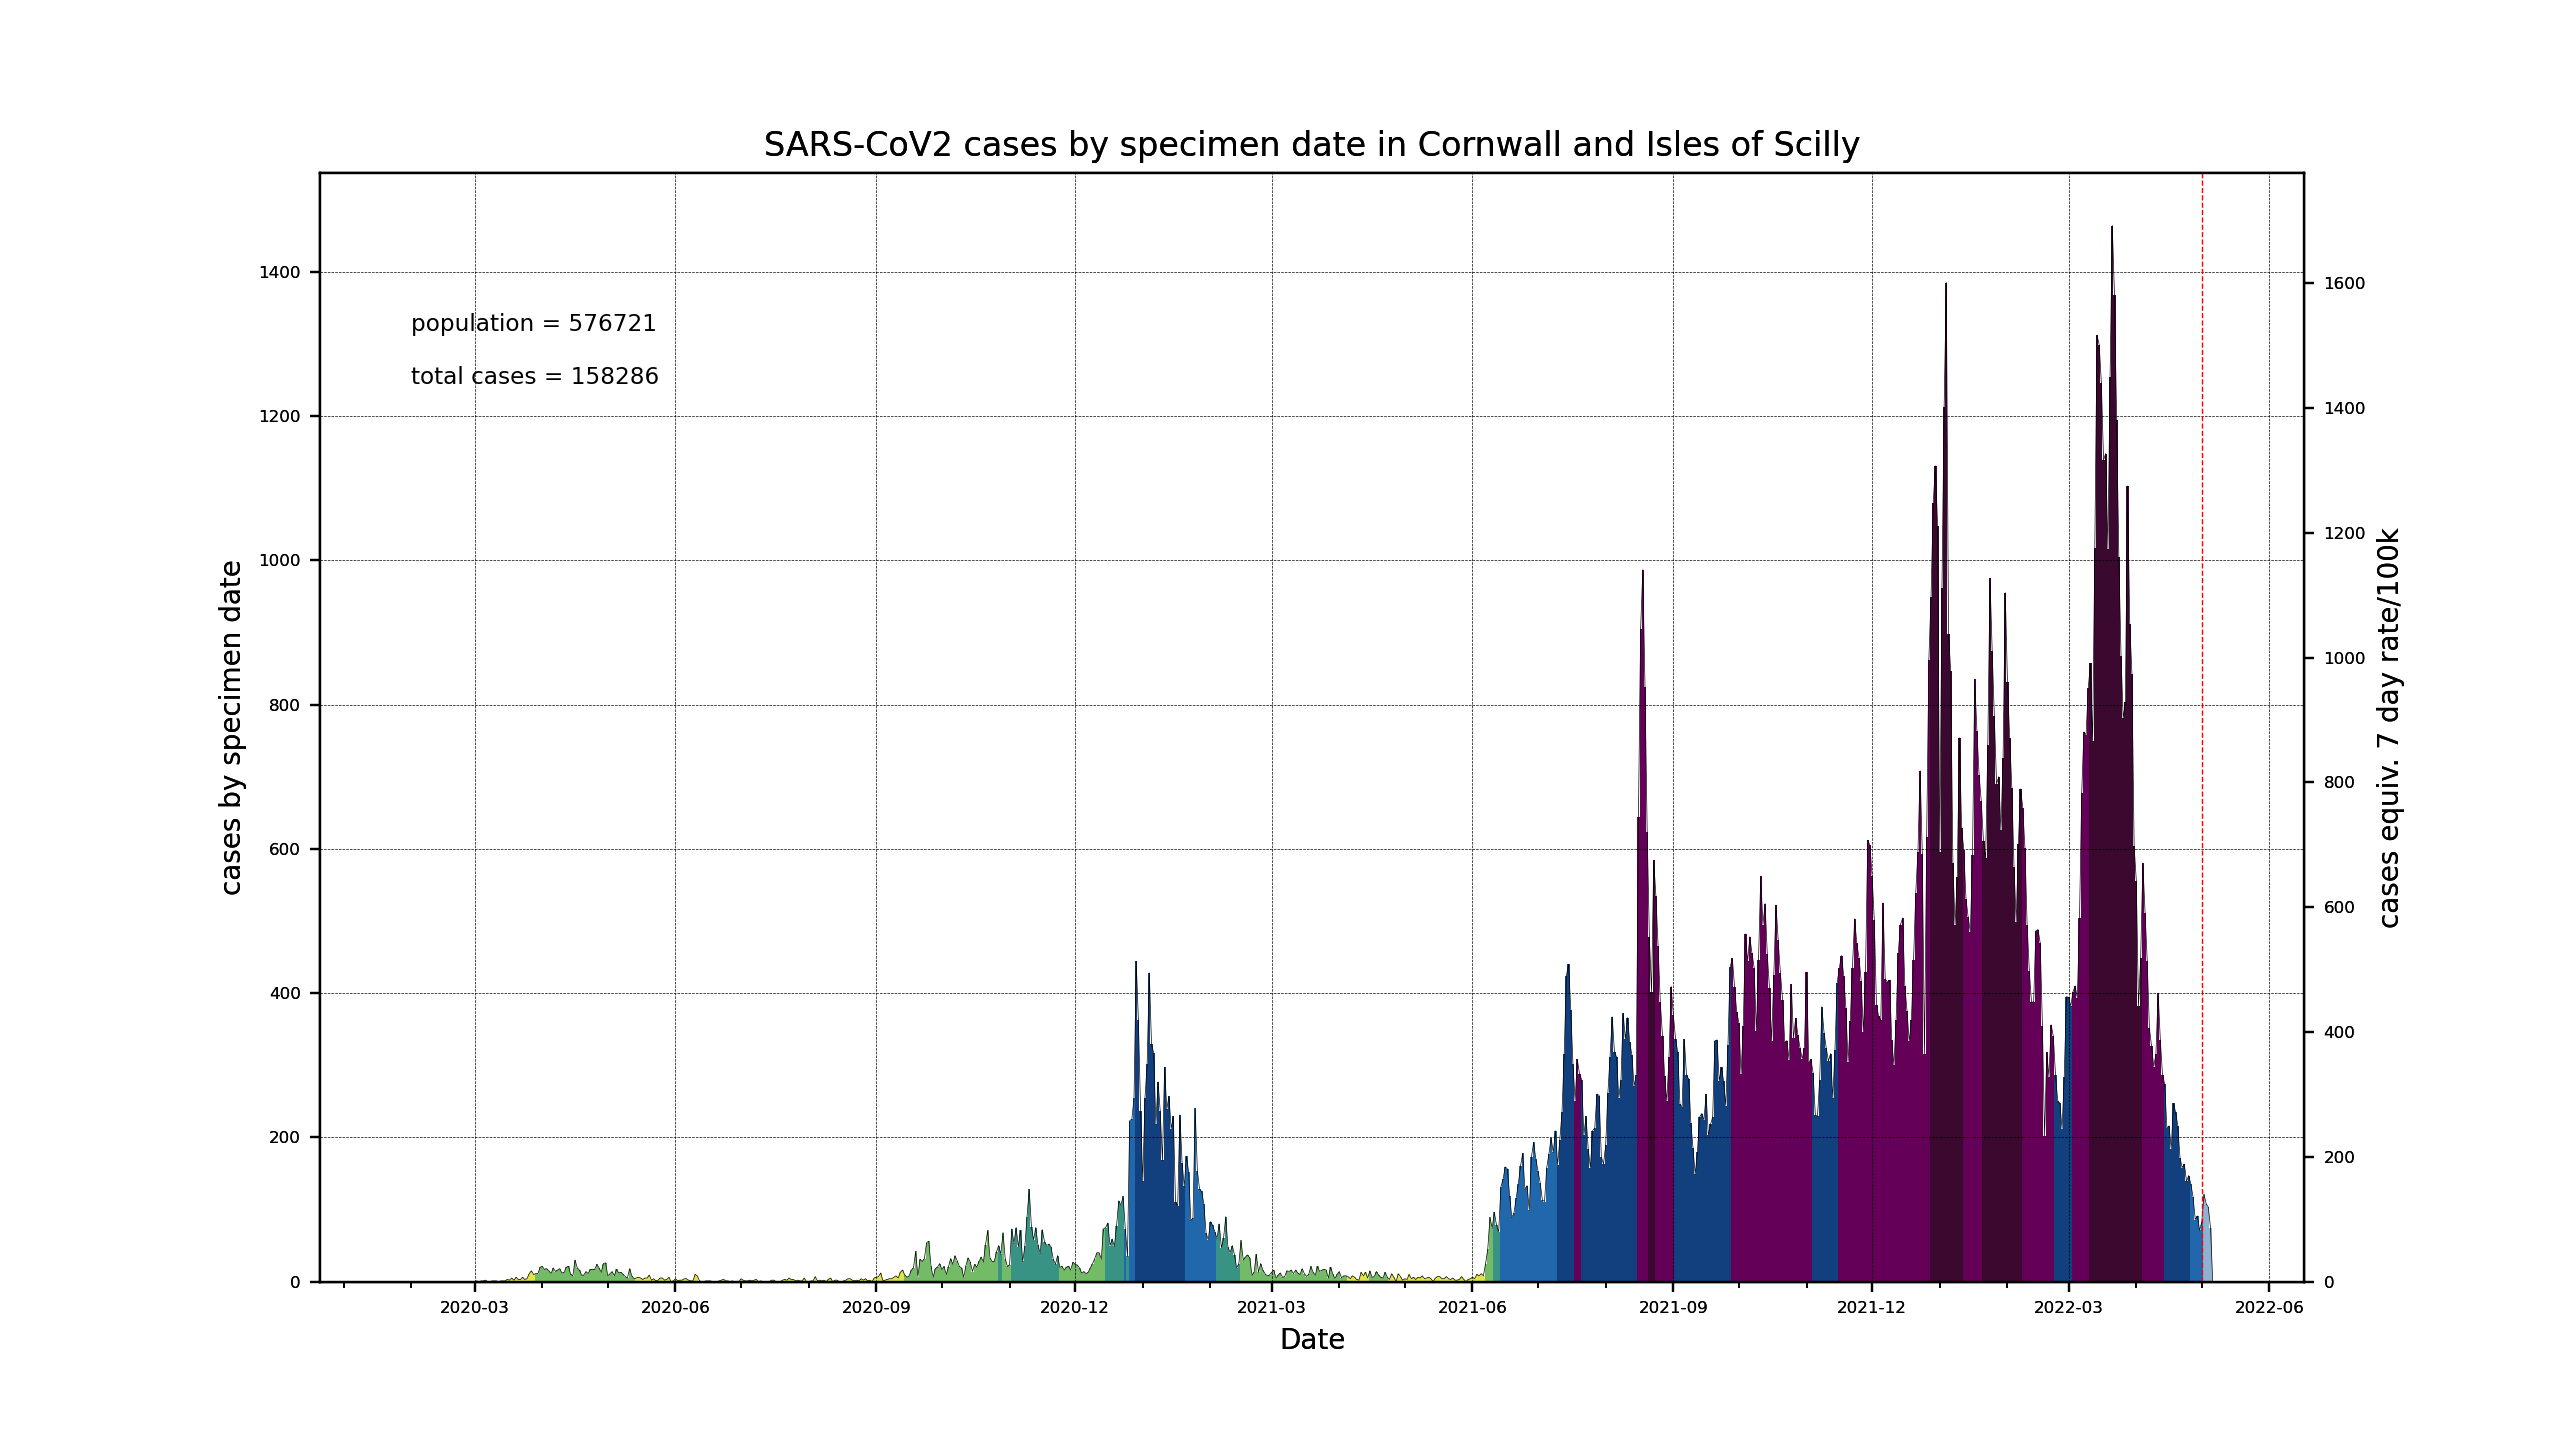 SARS-CoV2 cases by specimen date in Cornwall and Isles of Scilly
population = 576721
total cases = 158286
cases by specimen date
1400
1200
1000
800
600
400
200
0
1600
1400
1200
1000
800
600
400
200
0
cases equiv. 7 day rate/100k
2020-03 2020-06 2020-09 2020-12 2021-03 2021-06 2021-09 2021-12 2022-03 2022-06
Date